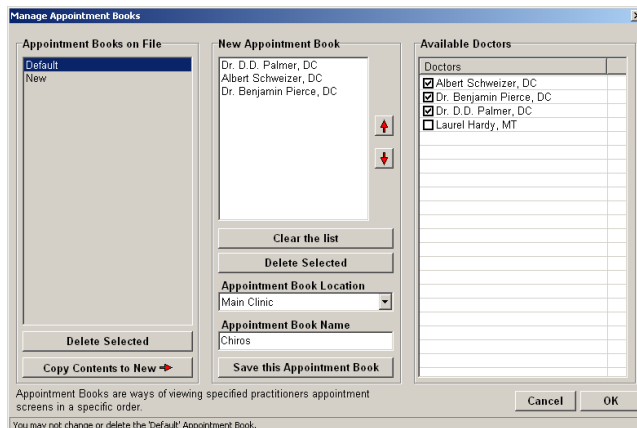 Manage Appointment Books
Appointment Books on File
Default
New
Delete Selected
Copy Contents to New
New Appointment Book
Dr. D.D. Palmer, DC
Albert Schweizer, DC
Dr. Benjamin Pierce, DC
Clear the list
Delete Selected
Appointment Book Location
Main Clinic
Appointment Book Name
Chiros
Save this Appointment Book
Available Doctors
Doctors
Albert Schweizer, DC
Dr. Benjamin Pierce, DC
Dr. D.D. Palmer, DC
Laurel Hardy, MT
Appointment Books are ways of viewing specified practitioners appointment
screens in a specific order.
Cancel
OK
You may not change or delete the 'Default' Appointment Book.